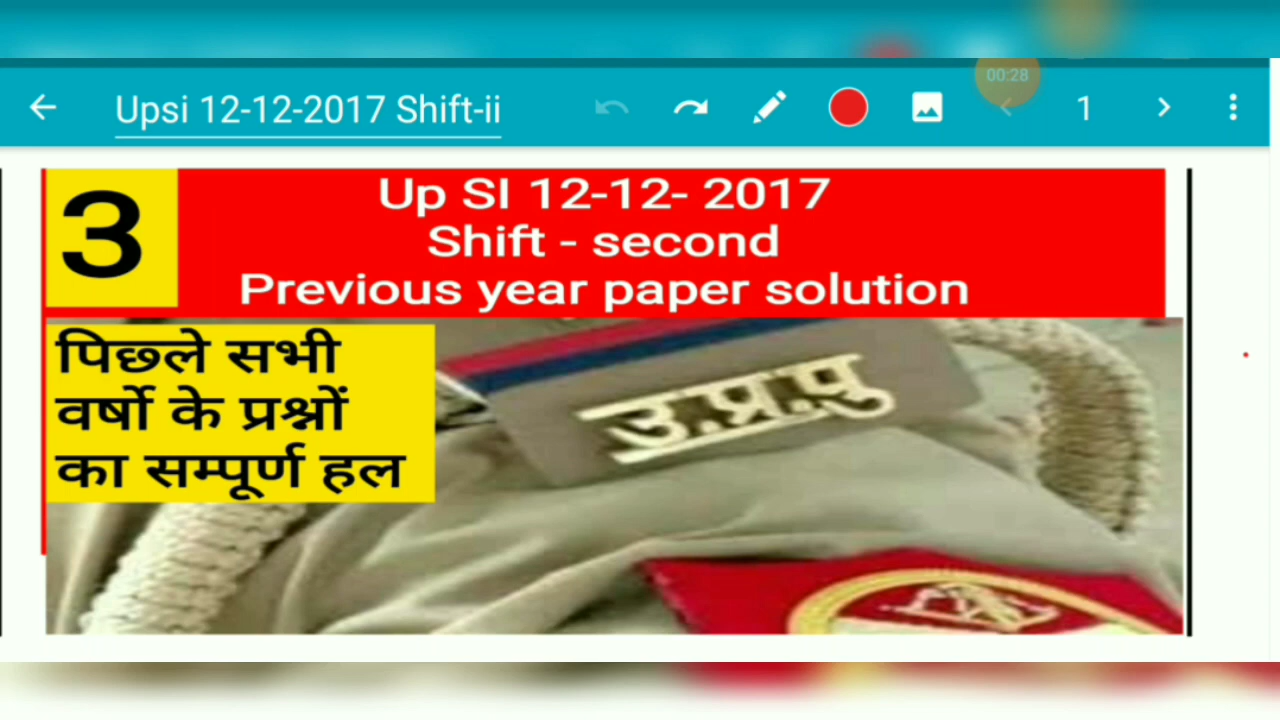 00:28
Upsi 12-12-2017 Shift-ii
1
3
Up SI 12-12- 2017
Shift - second
Previous year paper solution
पिछ्ले सभी
वर्षो के प्रश्नों
का सम्पूर्ण हल
उ.प्र.पु